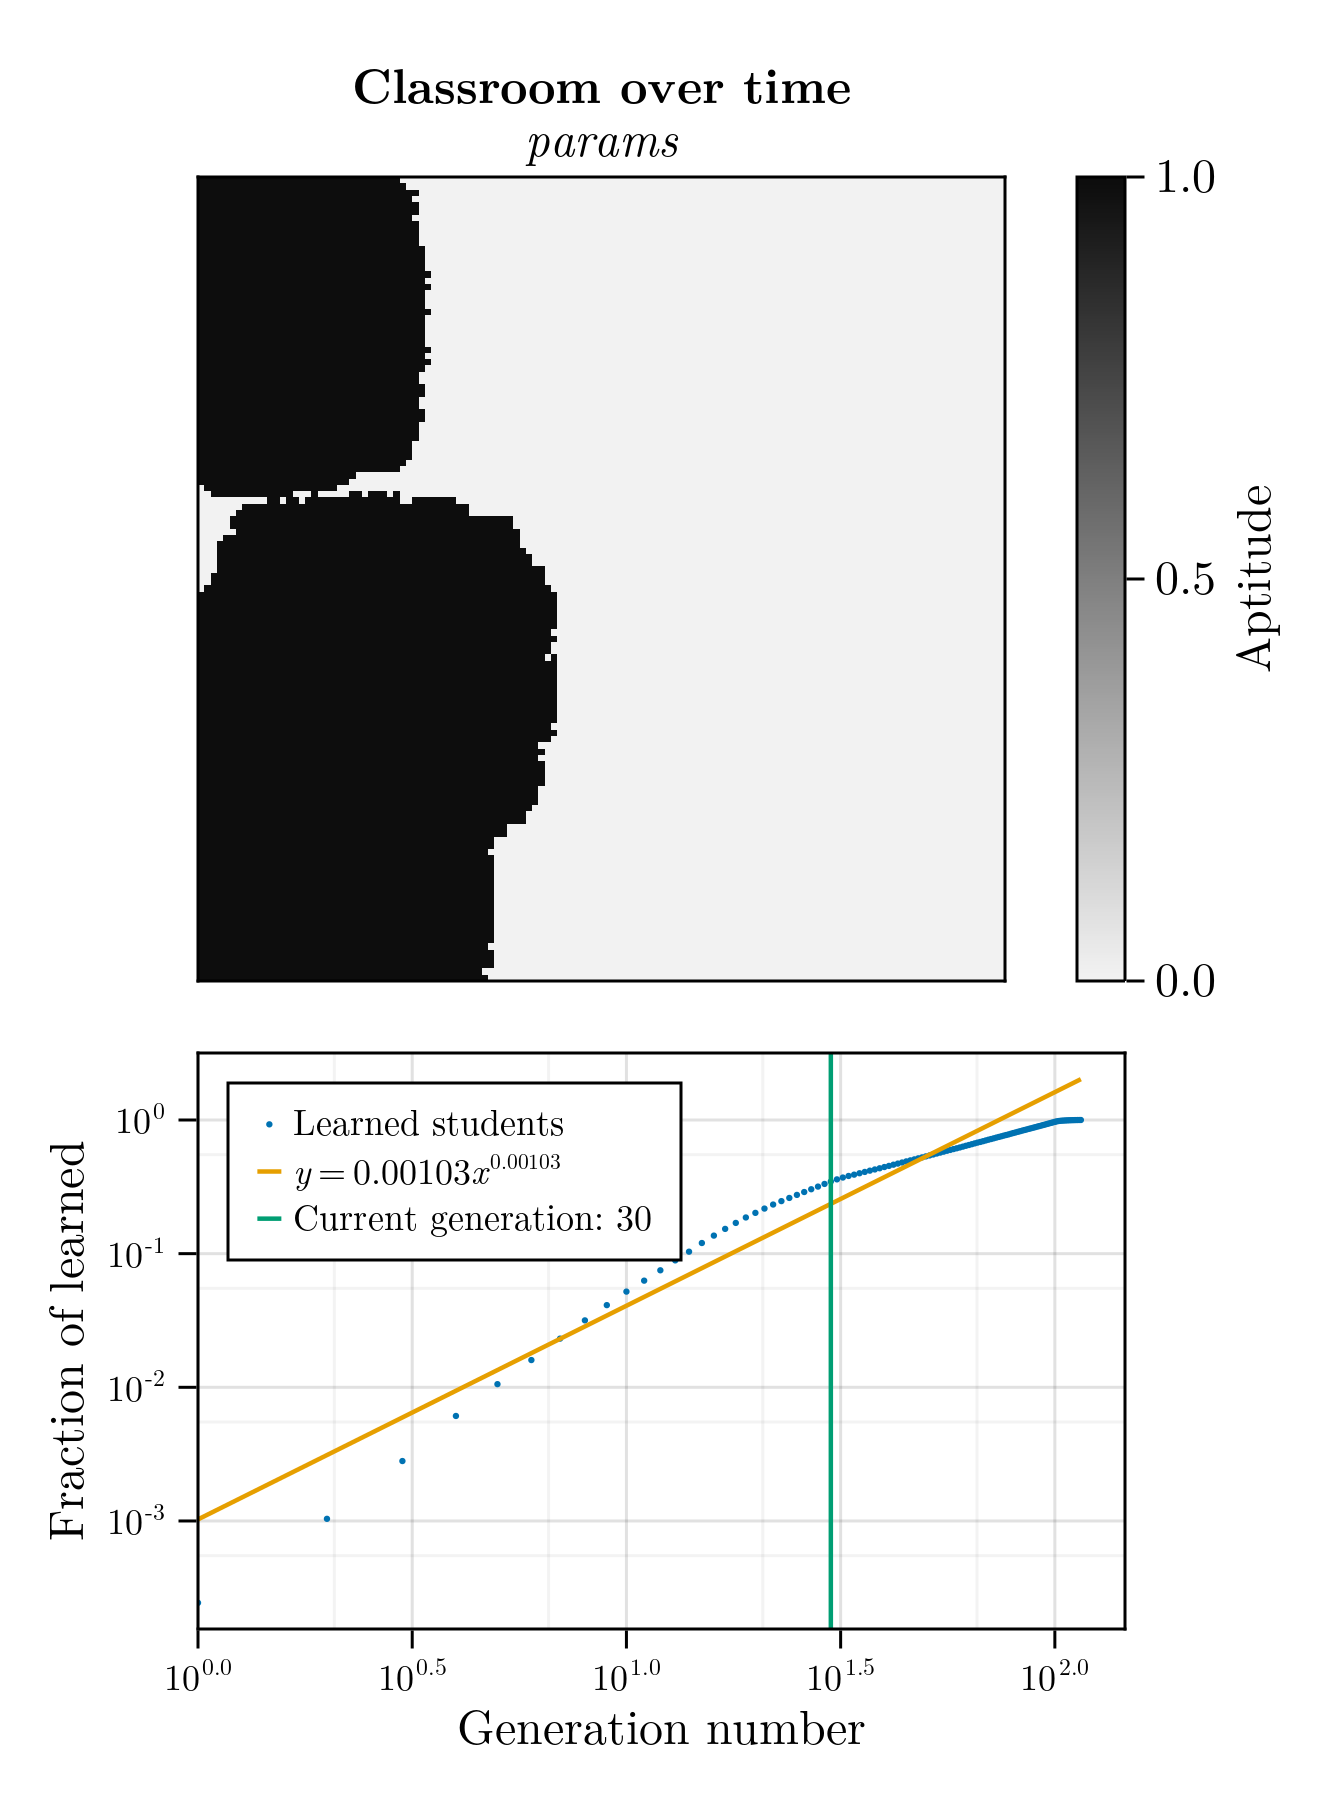 Classroom over time
params
1.0
0.5
0.0
Aptitude
Learned students
y = 0.00103x^0.00103
Current generation: 30
10^0
10^-1
10^-2
10^-3
Fraction of learned
10^0.0 10^0.5 10^1.0 10^1.5 10^2.0
Generation number